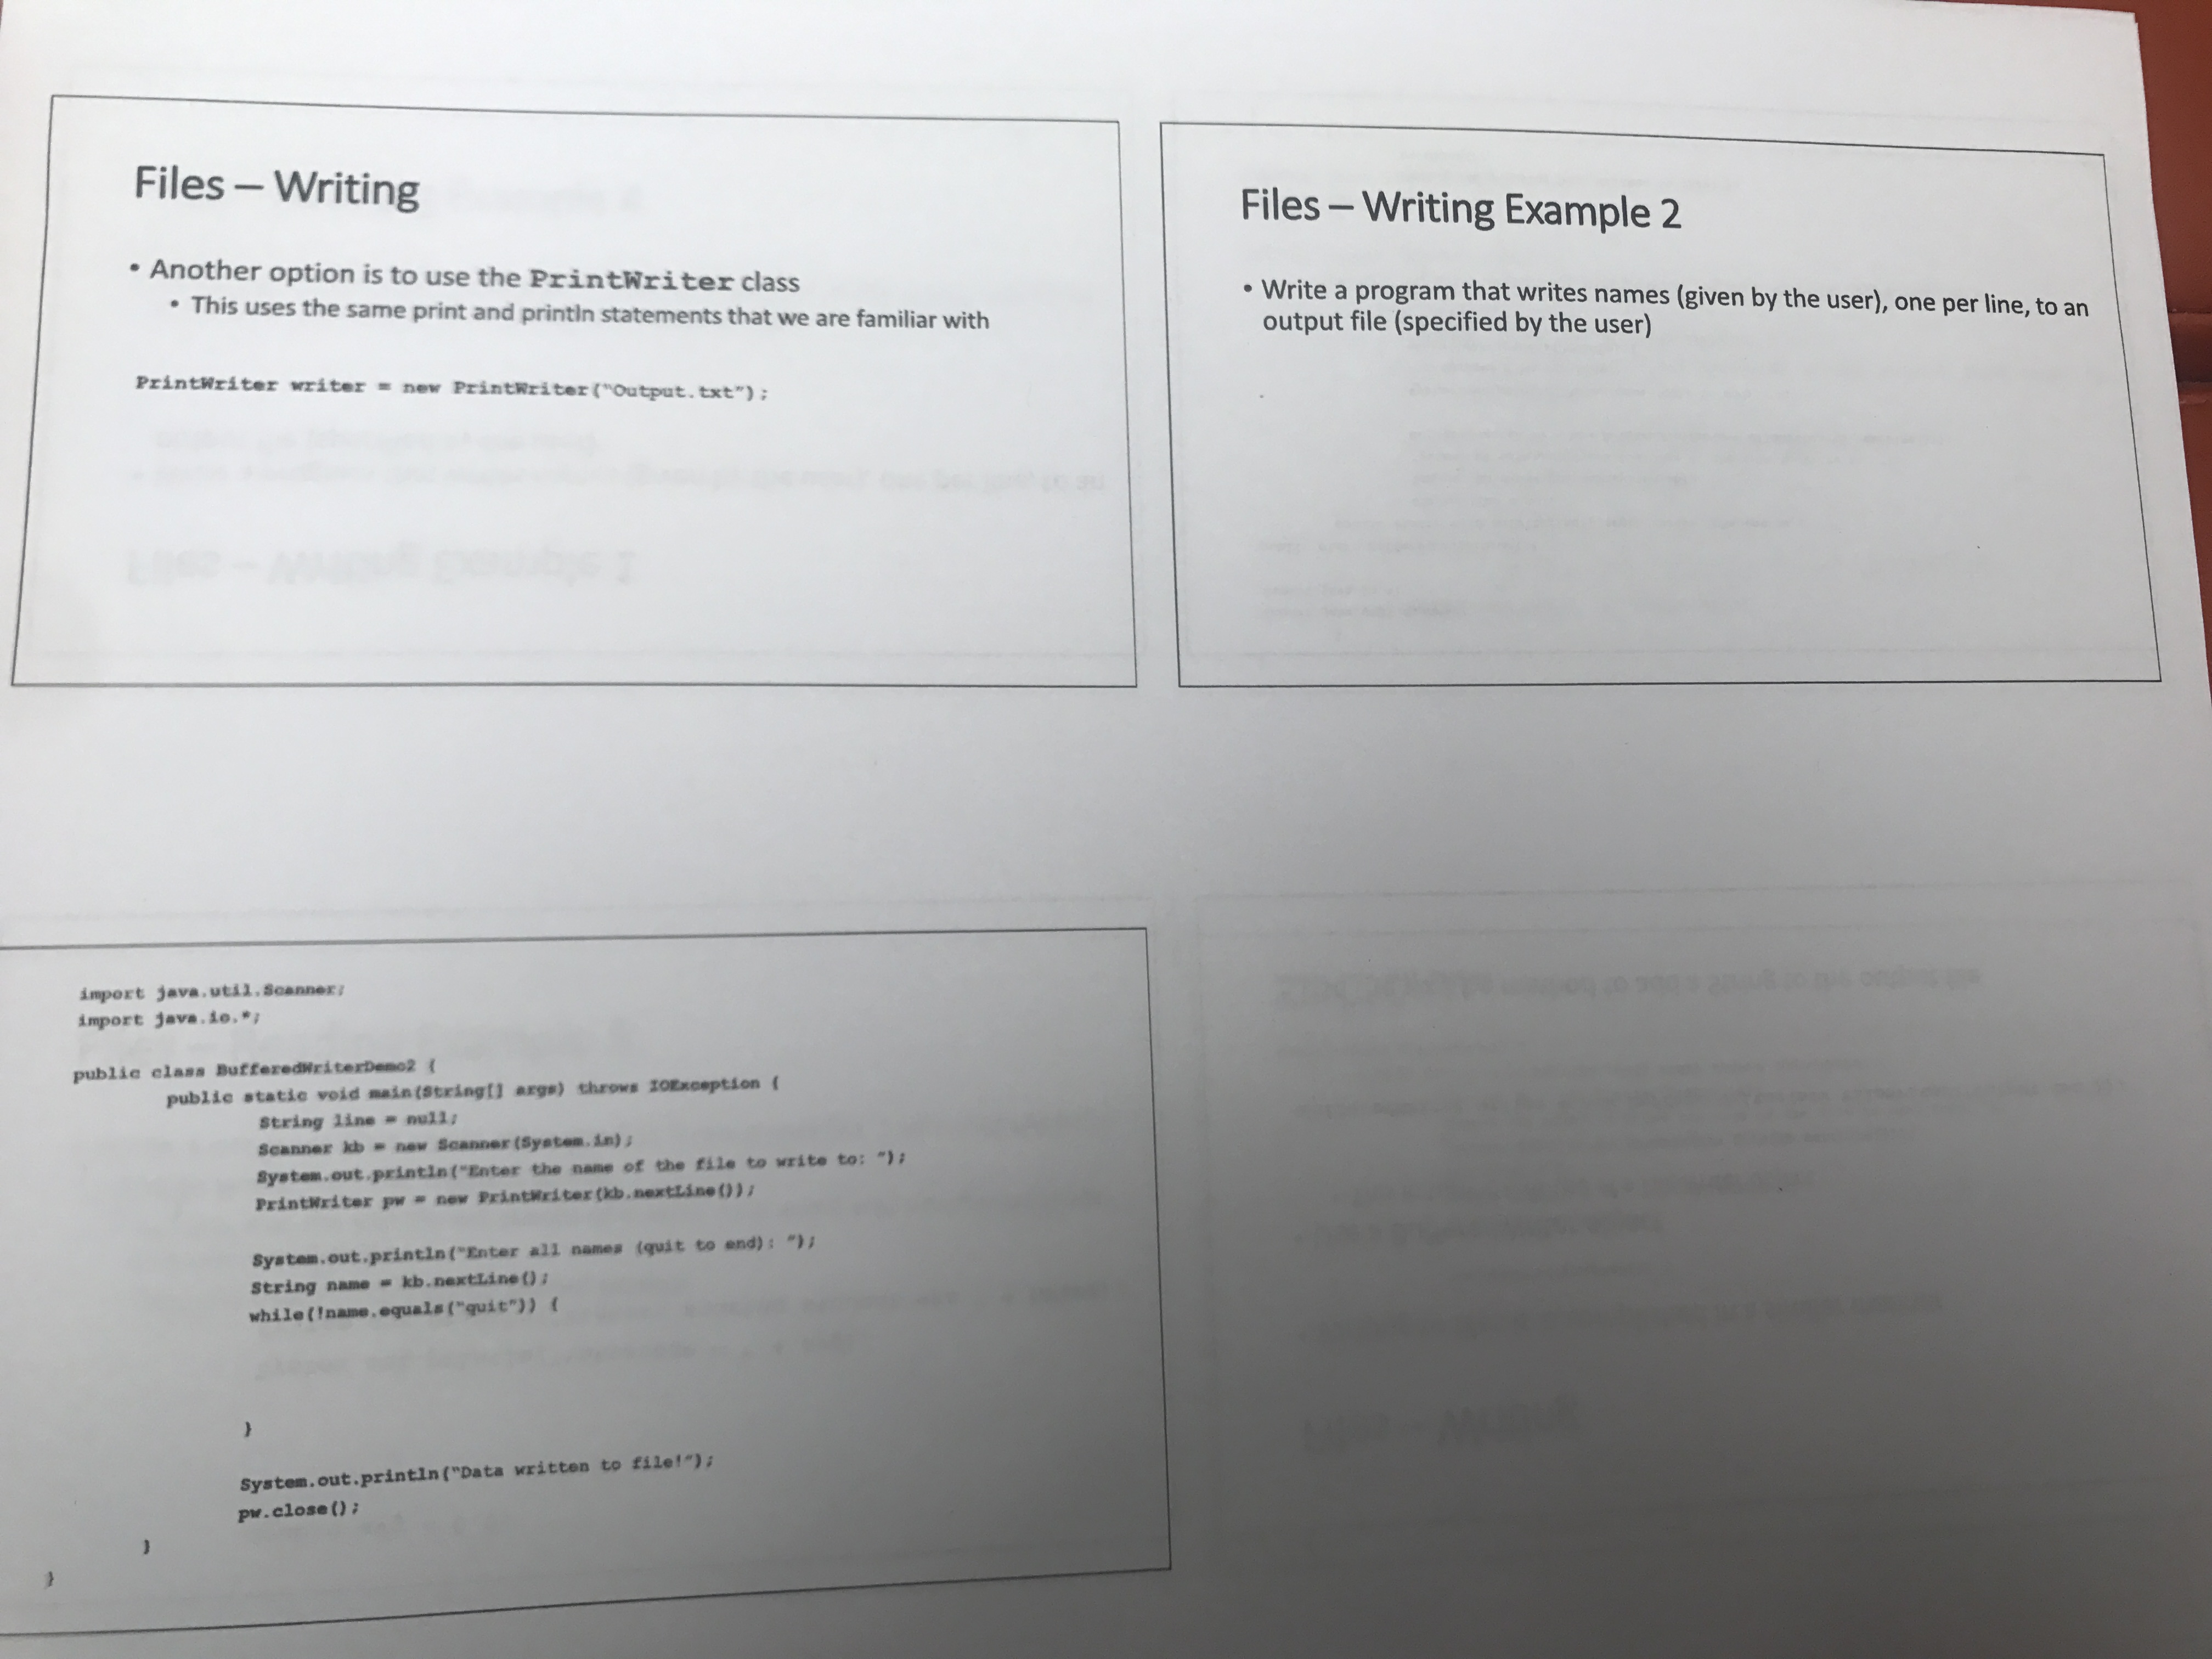 Files – Writing
• Another option is to use the PrintWriter class
• This uses the same print and println statements that we are familiar with
PrintWriter writer = new PrintWriter("Output.txt");
Files – Writing Example 2
• Write a program that writes names (given by the user), one per line, to an
output file (specified by the user)
import java.util.Scanner;
import java.io.*;
public class BufferedWriterDemo2 {
public static void main(String[] args) throws IOException {
String line = null;
Scanner kb = new Scanner(System.in);
System.out.println("Enter the name of the file to write to: ");
PrintWriter pw = new PrintWriter(kb.nextLine());
System.out.println("Enter all names (quit to end): ");
String name = kb.nextLine();
while(!name.equals("quit")) {
}
System.out.println("Data written to file!");
pw.close();
}
}